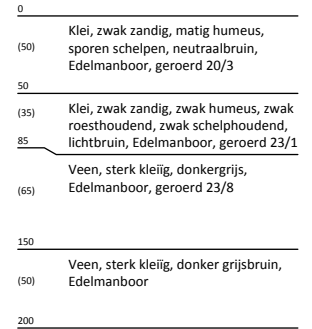 0
Klei, zwak zandig, matig humeus,
(50) sporen schelpen, neutraalbruin,
Edelmanboor, geroerd 20/3
50
(35) Klei, zwak zandig, zwak humeus, zwak
roesthoudend, zwak schelphoudend,
85 lichtbruin, Edelmanboor, geroerd 23/1
Veen, sterk kleiïg, donkergrijs,
(65) Edelmanboor, geroerd 23/8
150
Veen, sterk kleiïg, donker grijsbruin,
(50) Edelmanboor
200